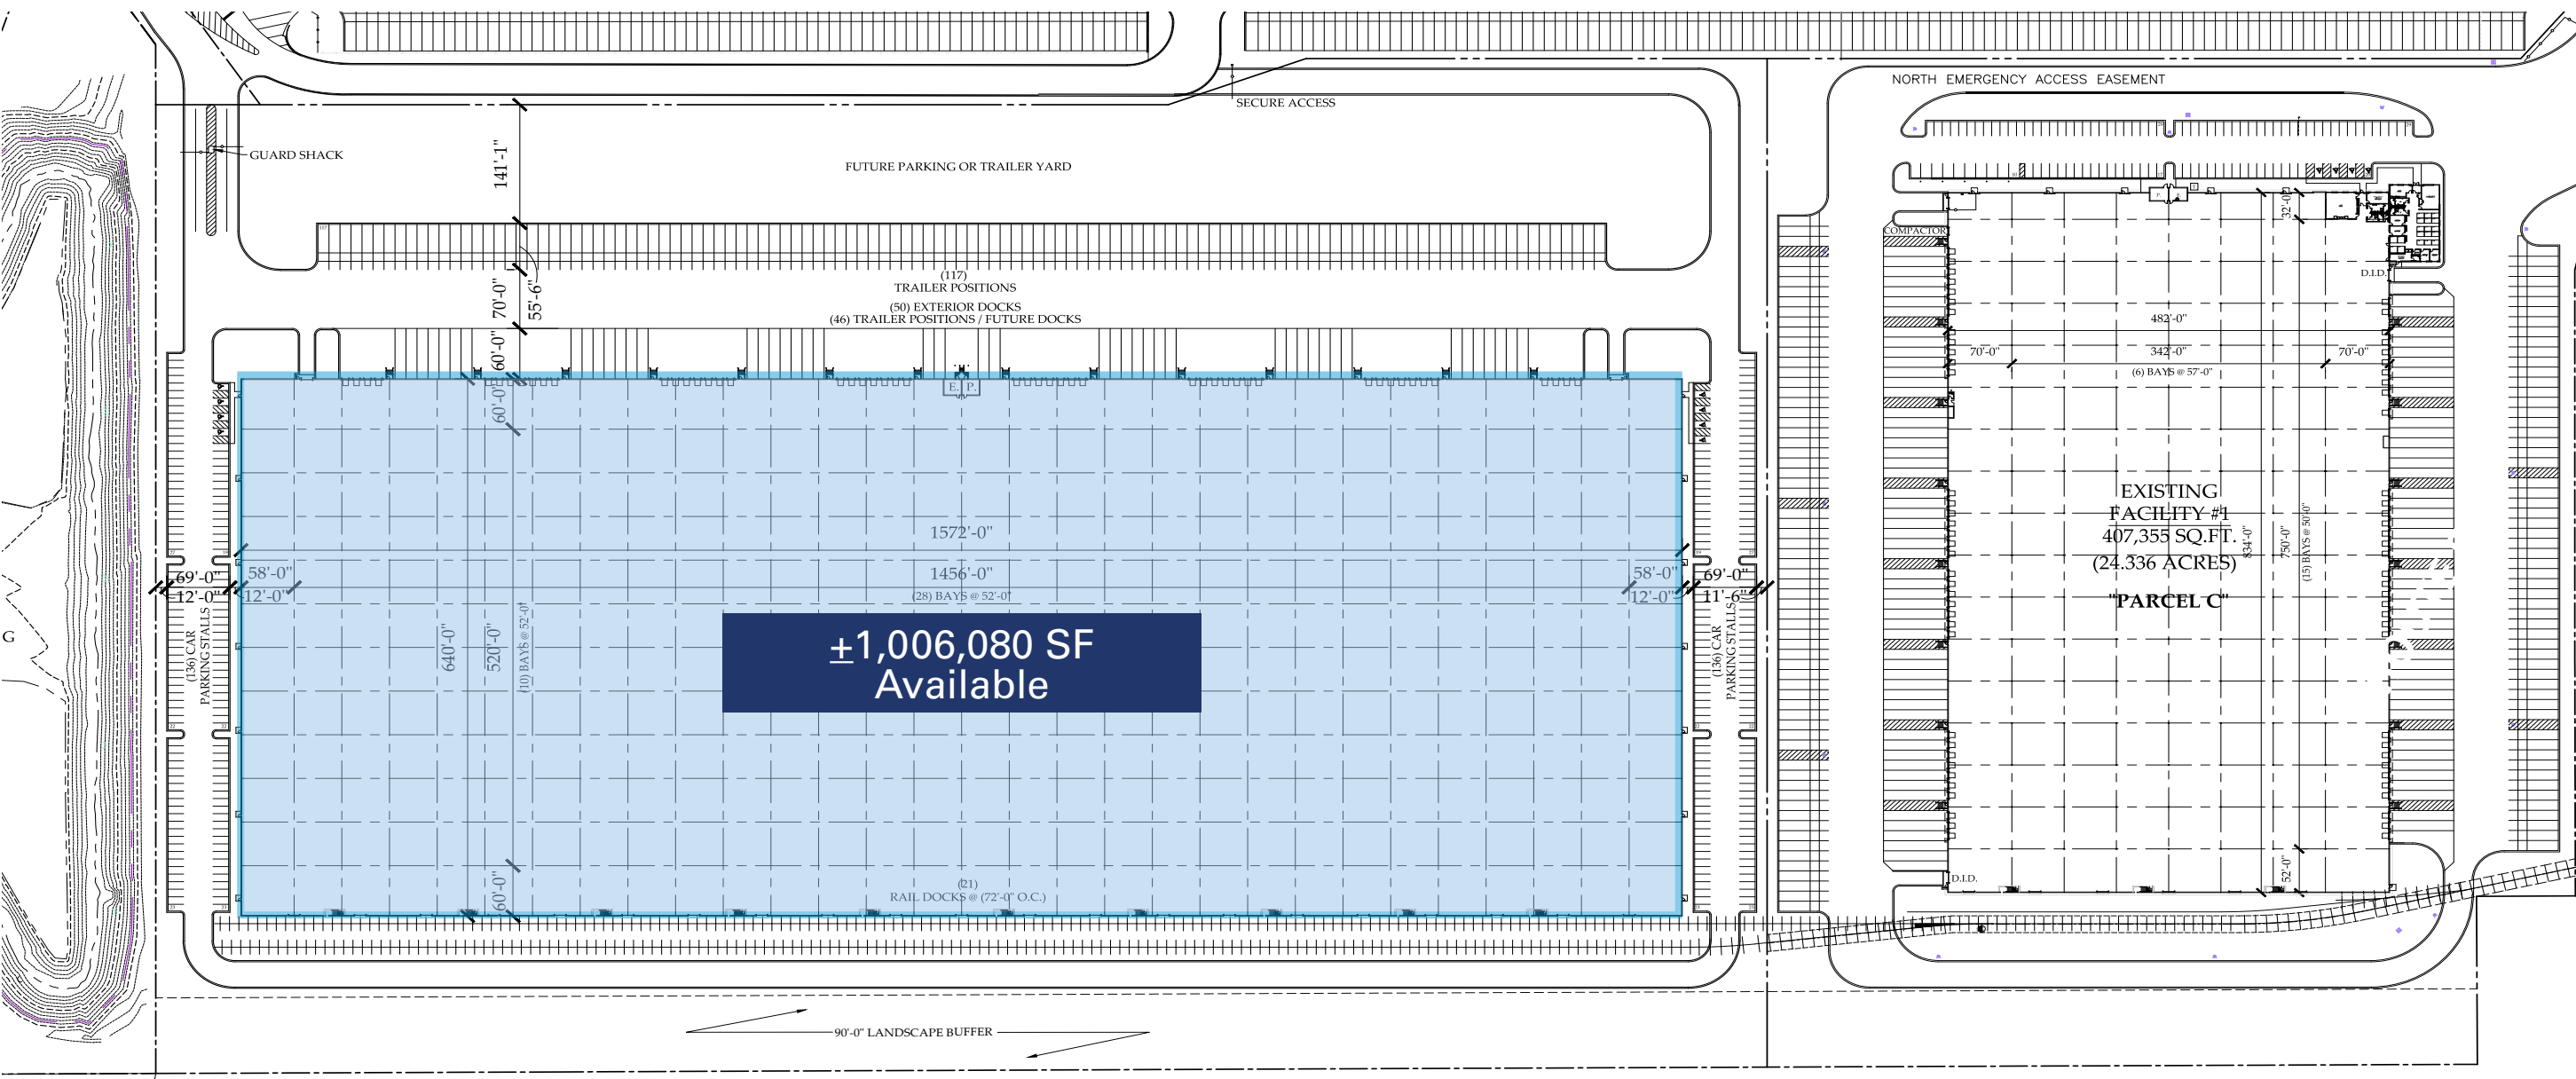 NORTH EMERGENCY ACCESS EASEMENT
SECURE ACCESS
GUARD SHACK
141'-1"
FUTURE PARKING OR TRAILER YARD
COMPACTOR
32'-0"
D.I.D.
(117)
TRAILER POSITIONS
(50) EXTERIOR DOCKS
(46) TRAILER POSITIONS / FUTURE DOCKS
70'-0"
55'-6"
60'-0"
60'-0"
E. P.
482'-0"
70'-0"
342'-0"
70'-0"
(6) BAYS @ 57'-0"
EXISTING
FACILITY #1
407,355 SQ.FT.
(24.336 ACRES)
"PARCEL C"
834'-0"
750'-0"
(15) BAYS @ 50'-0"
1572'-0"
69'-0"
58'-0"
1456'-0"
58'-0"
69'-0"
12'-0"
12'-0"
(28) BAYS @ 52'-0"
12'-0"
11'-6"
(136) CAR
PARKING STALLS
640'-0"
520'-0"
(10) BAYS @ 52'-0"
±1,006,080 SF
Available
(136) CAR
PARKING STALLS
G
60'-0"
(21)
RAIL DOCKS @ (72'-0" O.C.)
52'-0"
D.I.D.
90'-0" LANDSCAPE BUFFER